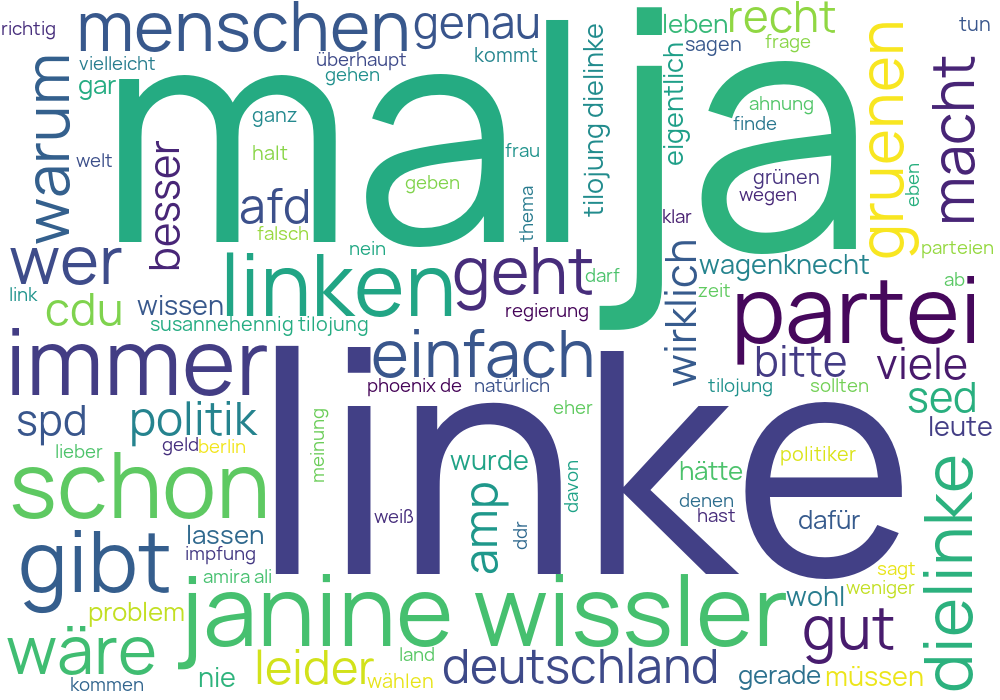 richtig
menschen
genau
leben
recht
tun
vielleicht
überhaupt
kommt
sagen
frage
gar
gehen
warum
mal
ja
tilojung dielinke
eigentlich
gruenen
macht
ganz
ahnung
finde
welt
besser
halt
frau
geben
grünen
wegen
eben
afd
thema
klar
falsch
nein
parteien
wer
linken
geht
darf
wirklich
wagenknecht
link
cdu
wissen
regierung
zeit
partei
ab
susannehennig tilojung
immer
einfach
bitte
viele
phoenix de
natürlich
tilojung
sollten
sed
spd
politik
linke
eher
leute
lieber
geld
berlin
meinung
schon
wurde
davon
hätte
politiker
dielinke
amp
denen
weiß
ddr
hast
dafür
gibt
lassen
impfung
amira ali
sagt
weniger
problem
janine wissler
wohl
gut
wäre
nie
leider
land
wählen
deutschland
gerade
müssen
kommen